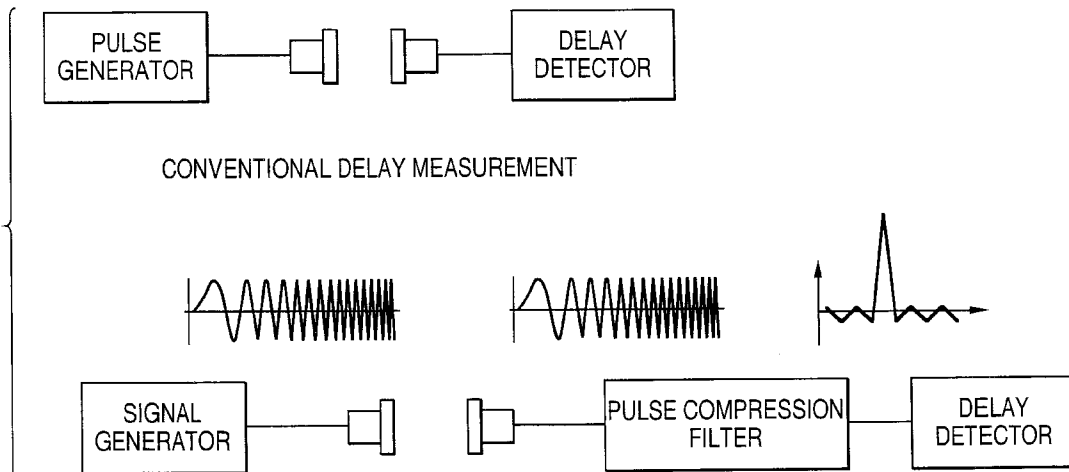 PULSE
GENERATOR
DELAY
DETECTOR
CONVENTIONAL DELAY MEASUREMENT
SIGNAL
GENERATOR
PULSE COMPRESSION
FILTER
DELAY
DETECTOR